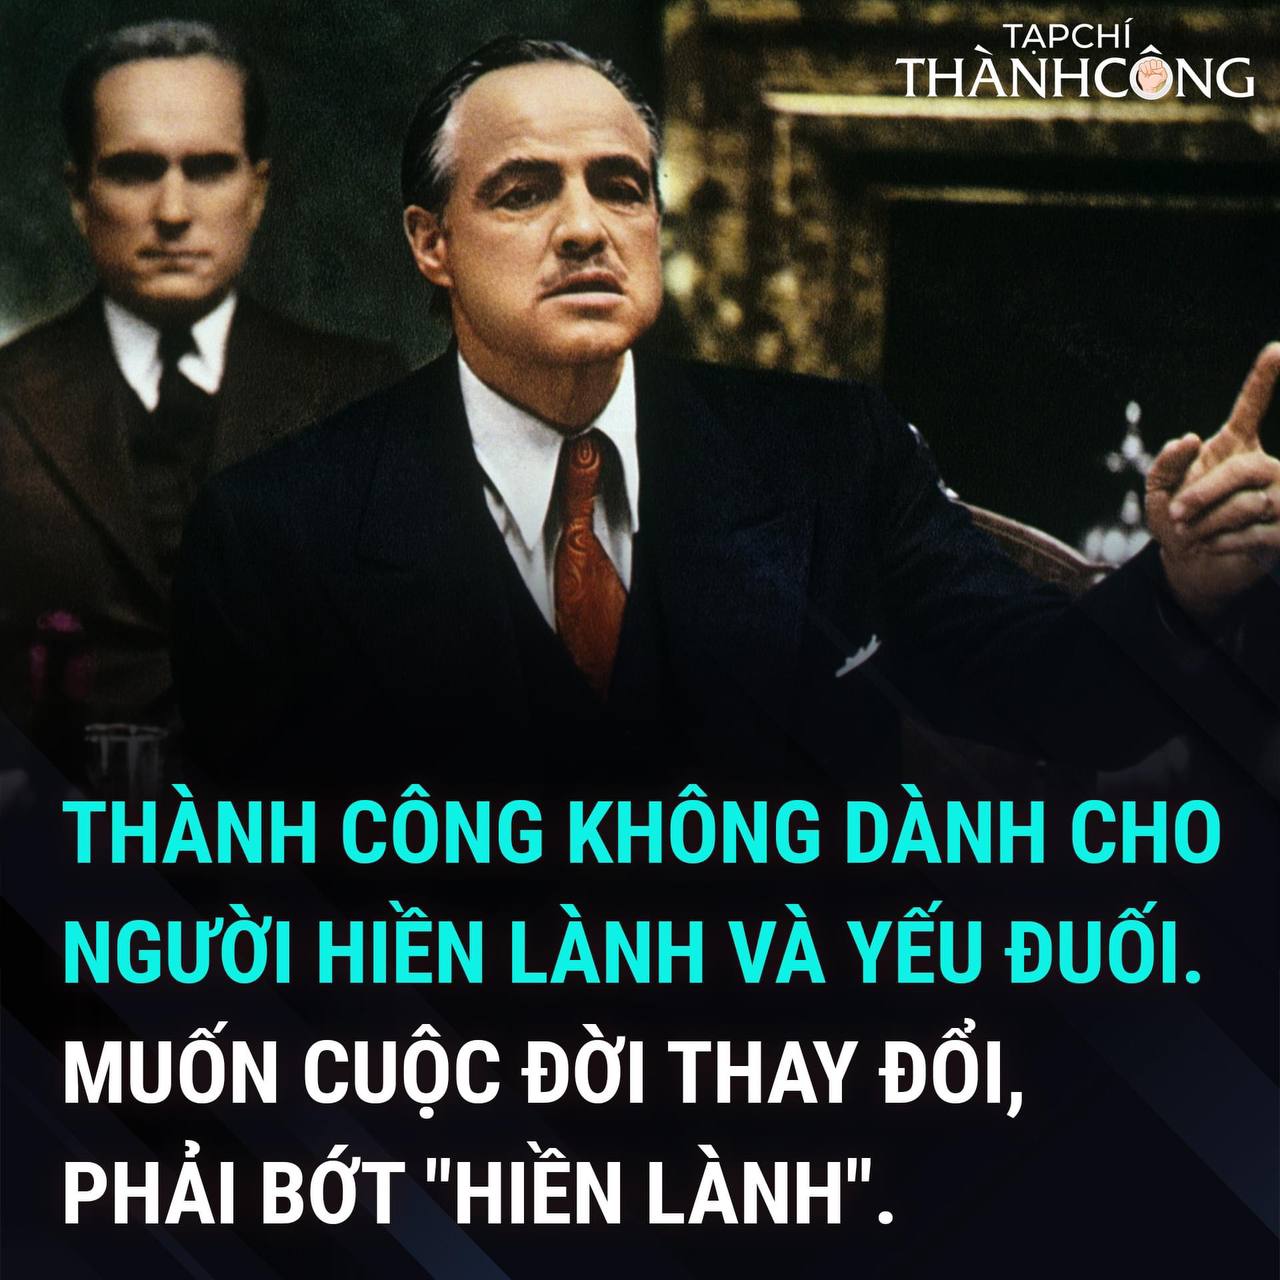 TẠPCHÍ
THÀNHCÔNG
THÀNH CÔNG KHÔNG DÀNH CHO
NGƯỜI HIỀN LÀNH VÀ YẾU ĐUỐI.
MUỐN CUỘC ĐỜI THAY ĐỔI,
PHẢI BỚT "HIỀN LÀNH".